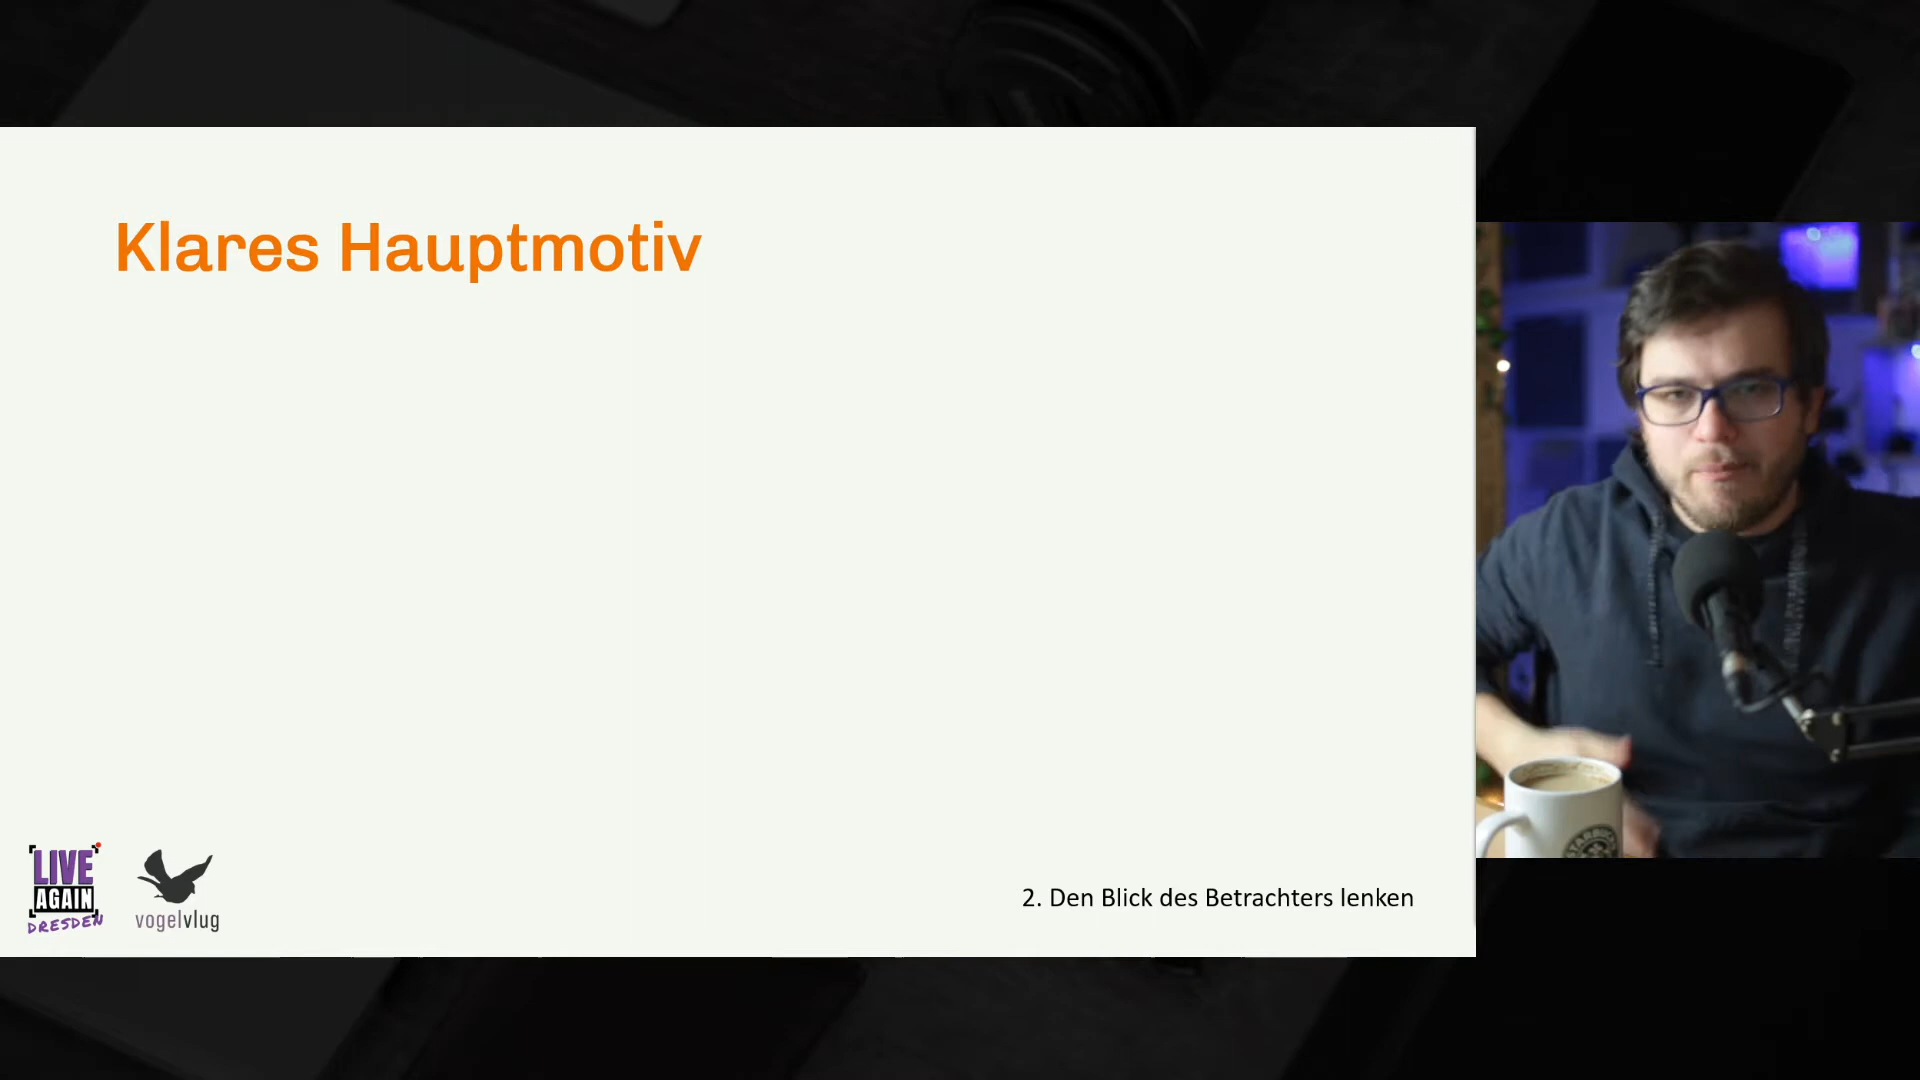 Klares Hauptmotiv
LIVE
AGAIN
DRESDEN
vogelvlug
2. Den Blick des Betrachters lenken